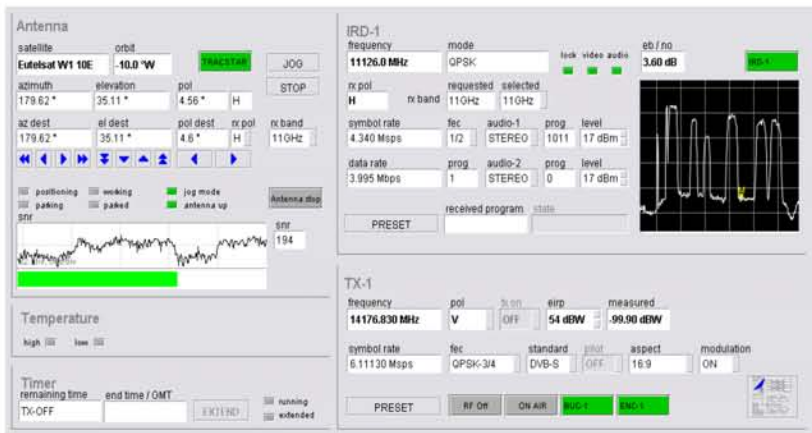 Antenna
satellite orbit
Eutelsat W1 10E -10.0 °W TRACSTAR JOG
azimuth elevation pol STOP
179.62 ° 35.11 ° 4.56 ° H
az dest el dest pol dest rx pol rx band
179.62 ° 35.11 ° 4.6 ° H 11GHz
positioning working jog mode
parking parked antenna up
Antenna disp
snr snr
194
Temperature
high low
Timer
remaining time end time / GMT
TX-OFF EXTEND
running
extended
IRD-1
frequency mode lock video audio eb / no
11126.0 MHz QPSK 3.60 dB IRD-1
rx pol requested selected
H rx band 11GHz 11GHz
symbol rate fec audio-1 prog level
4.340 Msps 1/2 STEREO 1011 17 dBm
data rate prog audio-2 prog level
3.995 Mbps 1 STEREO 0 17 dBm
received program state
PRESET
TX-1
frequency pol tx on eirp measured
14176.830 MHz V OFF 54 dBW -99.90 dBW
symbol rate fec standard pilot aspect modulation
6.11130 Msps QPSK-3/4 DVB-S OFF 16:9 ON
PRESET RF Off ON AIR BUC-1 ENC-1